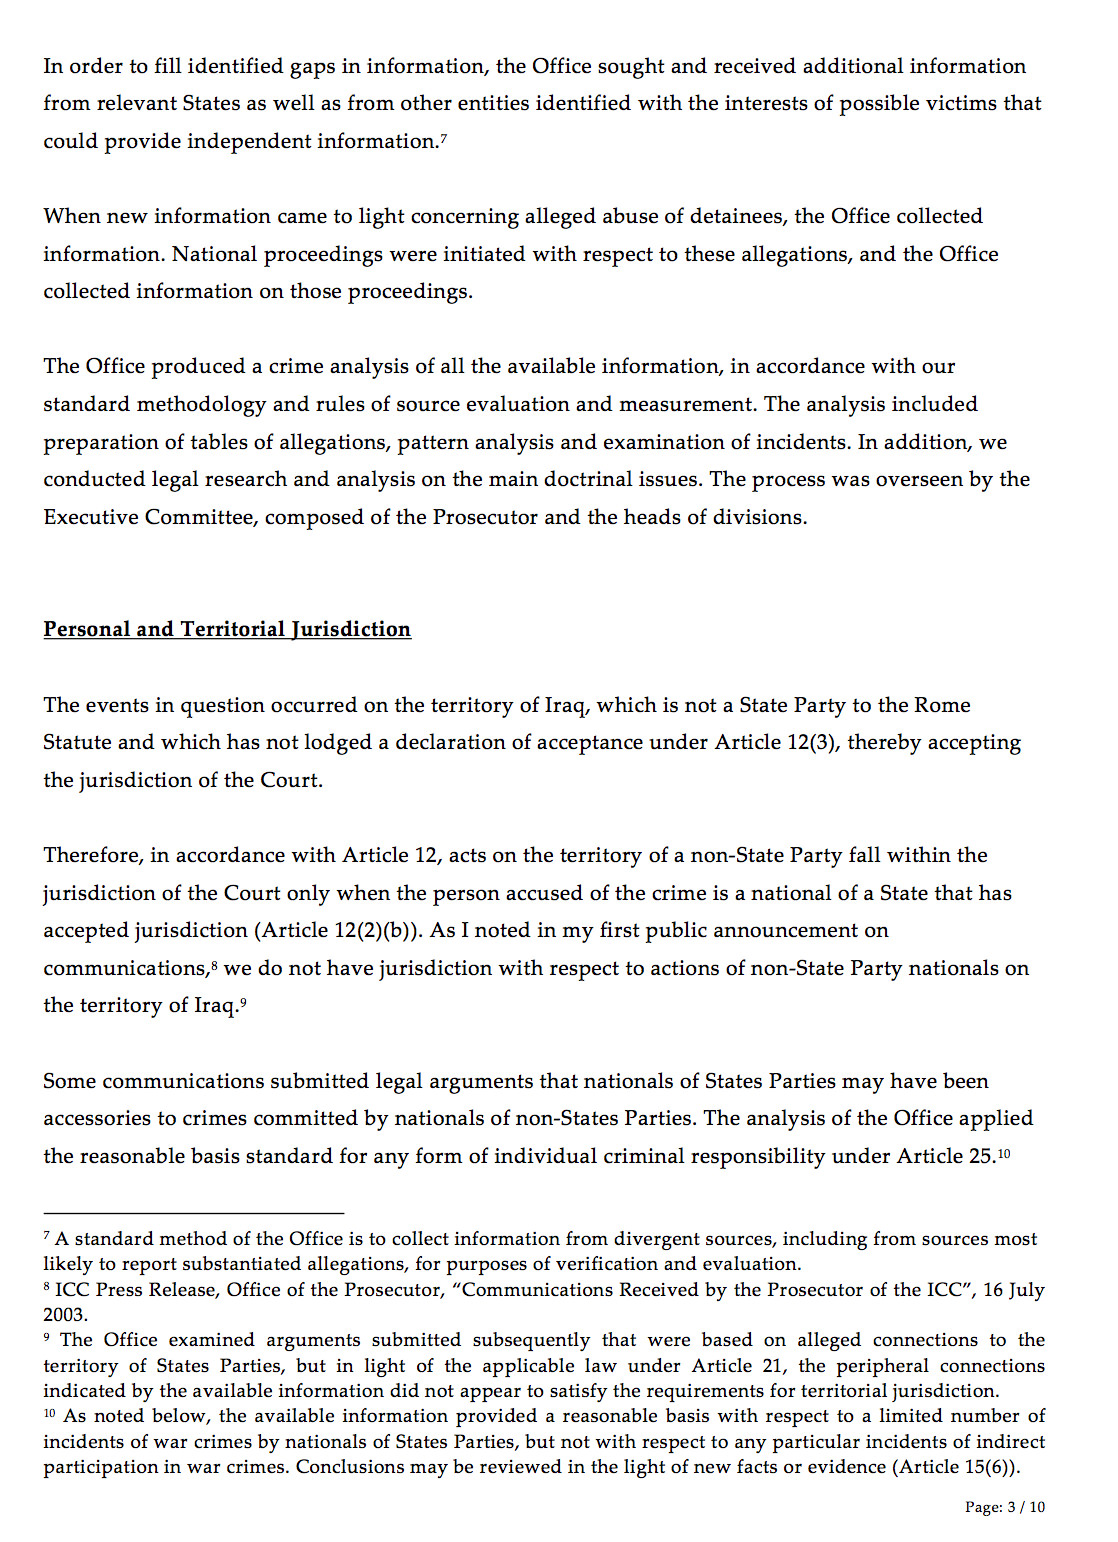 In order to fill identified gaps in information, the Office sought and received additional information
from relevant States as well as from other entities identified with the interests of possible victims that
could provide independent information.⁷
When new information came to light concerning alleged abuse of detainees, the Office collected
information. National proceedings were initiated with respect to these allegations, and the Office
collected information on those proceedings.
The Office produced a crime analysis of all the available information, in accordance with our
standard methodology and rules of source evaluation and measurement. The analysis included
preparation of tables of allegations, pattern analysis and examination of incidents. In addition, we
conducted legal research and analysis on the main doctrinal issues. The process was overseen by the
Executive Committee, composed of the Prosecutor and the heads of divisions.
Personal and Territorial Jurisdiction
The events in question occurred on the territory of Iraq, which is not a State Party to the Rome
Statute and which has not lodged a declaration of acceptance under Article 12(3), thereby accepting
the jurisdiction of the Court.
Therefore, in accordance with Article 12, acts on the territory of a non-State Party fall within the
jurisdiction of the Court only when the person accused of the crime is a national of a State that has
accepted jurisdiction (Article 12(2)(b)). As I noted in my first public announcement on
communications,⁸ we do not have jurisdiction with respect to actions of non-State Party nationals on
the territory of Iraq.⁹
Some communications submitted legal arguments that nationals of States Parties may have been
accessories to crimes committed by nationals of non-States Parties. The analysis of the Office applied
the reasonable basis standard for any form of individual criminal responsibility under Article 25.¹⁰
⁷ A standard method of the Office is to collect information from divergent sources, including from sources most
likely to report substantiated allegations, for purposes of verification and evaluation.
⁸ ICC Press Release, Office of the Prosecutor, “Communications Received by the Prosecutor of the ICC”, 16 July
2003.
⁹ The Office examined arguments submitted subsequently that were based on alleged connections to the
territory of States Parties, but in light of the applicable law under Article 21, the peripheral connections
indicated by the available information did not appear to satisfy the requirements for territorial jurisdiction.
¹⁰ As noted below, the available information provided a reasonable basis with respect to a limited number of
incidents of war crimes by nationals of States Parties, but not with respect to any particular incidents of indirect
participation in war crimes. Conclusions may be reviewed in the light of new facts or evidence (Article 15(6)).
Page: 3 / 10